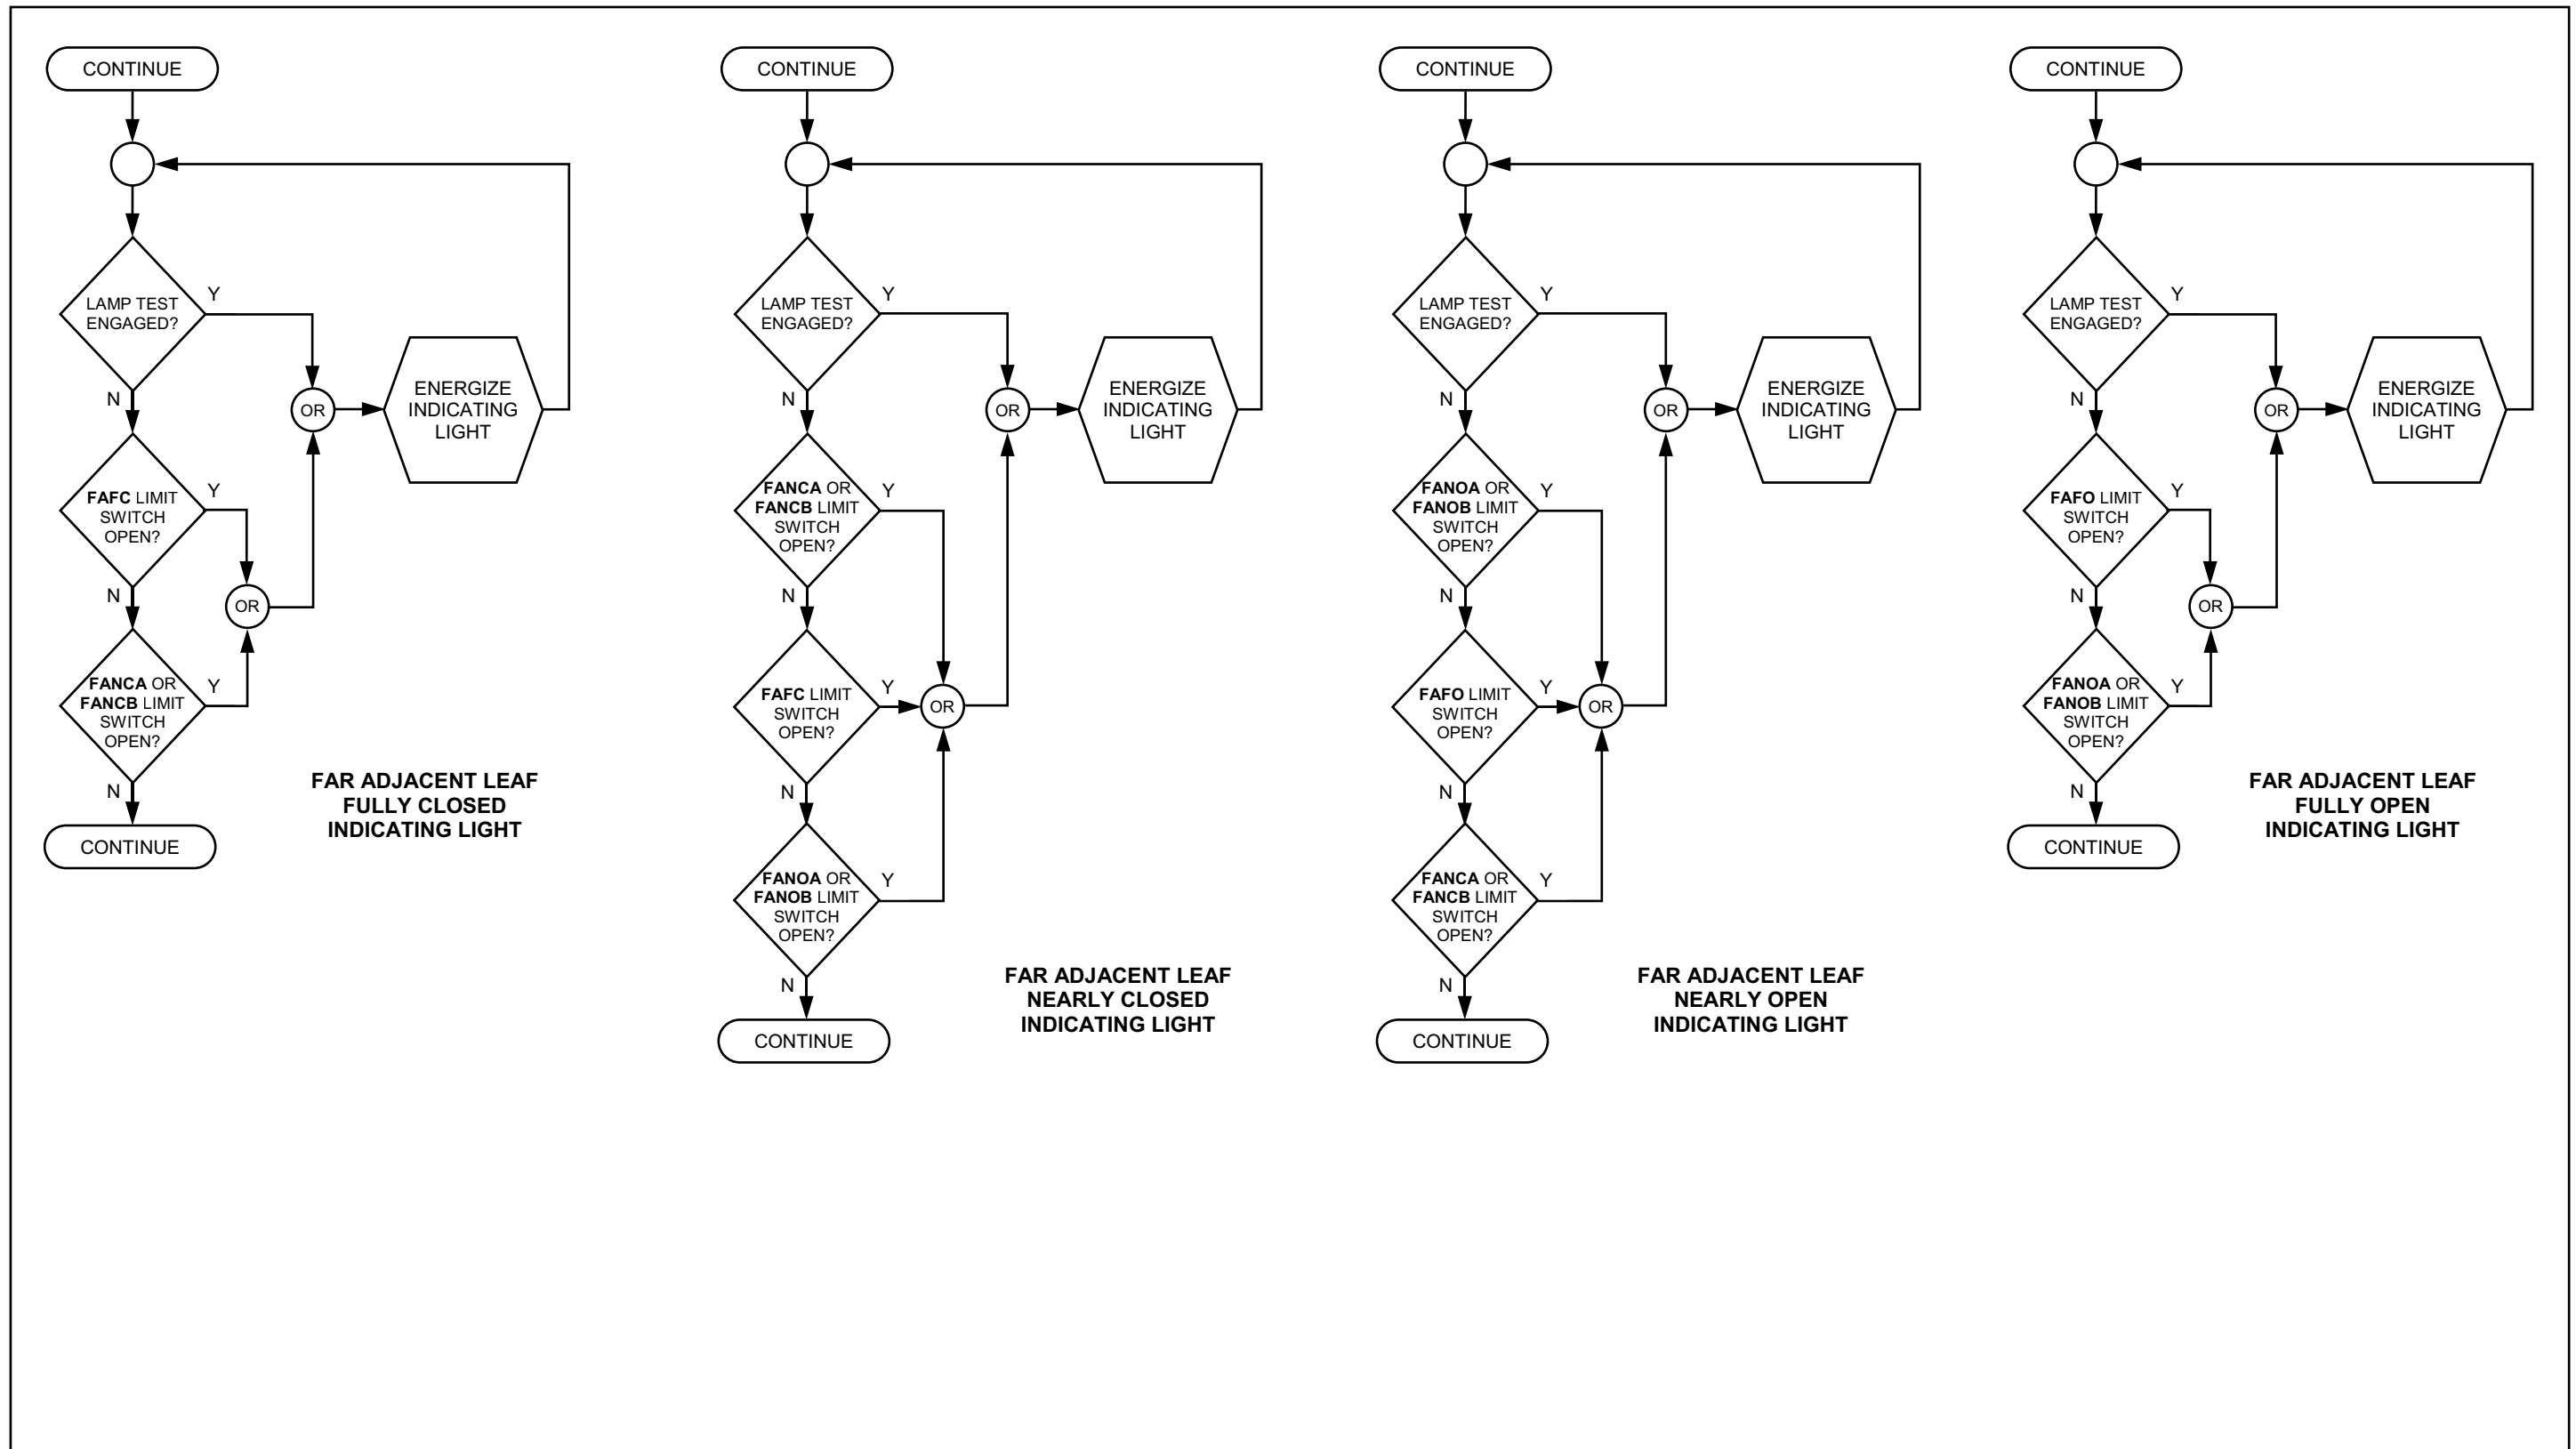 CONTINUE
LAMP TEST
ENGAGED?
Y
N
OR
ENERGIZE
INDICATING
LIGHT
FAFC LIMIT
SWITCH
OPEN?
Y
N
OR
FANCA OR
FANCB LIMIT
SWITCH
OPEN?
Y
N
CONTINUE
FAR ADJACENT LEAF
FULLY CLOSED
INDICATING LIGHT
CONTINUE
LAMP TEST
ENGAGED?
Y
N
OR
ENERGIZE
INDICATING
LIGHT
FANCA OR
FANCB LIMIT
SWITCH
OPEN?
Y
N
FAFC LIMIT
SWITCH
OPEN?
Y
OR
N
FANOA OR
FANOB LIMIT
SWITCH
OPEN?
Y
N
CONTINUE
FAR ADJACENT LEAF
NEARLY CLOSED
INDICATING LIGHT
CONTINUE
LAMP TEST
ENGAGED?
Y
N
OR
ENERGIZE
INDICATING
LIGHT
FANOA OR
FANOB LIMIT
SWITCH
OPEN?
Y
N
FAFO LIMIT
SWITCH
OPEN?
Y
OR
N
FANCA OR
FANCB LIMIT
SWITCH
OPEN?
Y
N
CONTINUE
FAR ADJACENT LEAF
NEARLY OPEN
INDICATING LIGHT
CONTINUE
LAMP TEST
ENGAGED?
Y
N
OR
ENERGIZE
INDICATING
LIGHT
FAFO LIMIT
SWITCH
OPEN?
Y
N
OR
FANOA OR
FANOB LIMIT
SWITCH
OPEN?
Y
N
CONTINUE
FAR ADJACENT LEAF
FULLY OPEN
INDICATING LIGHT